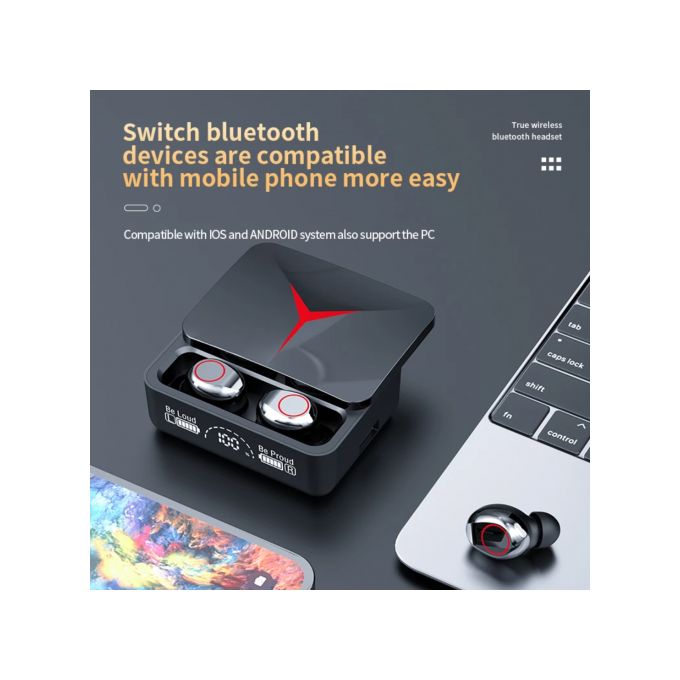 Switch bluetooth
devices are compatible
with mobile phone more easy
True wireless
bluetooth headset
Compatible with IOS and ANDROID system also support the PC
Be Loud
L
100
Be Proud
R
tab
caps lock
shift
fn
control